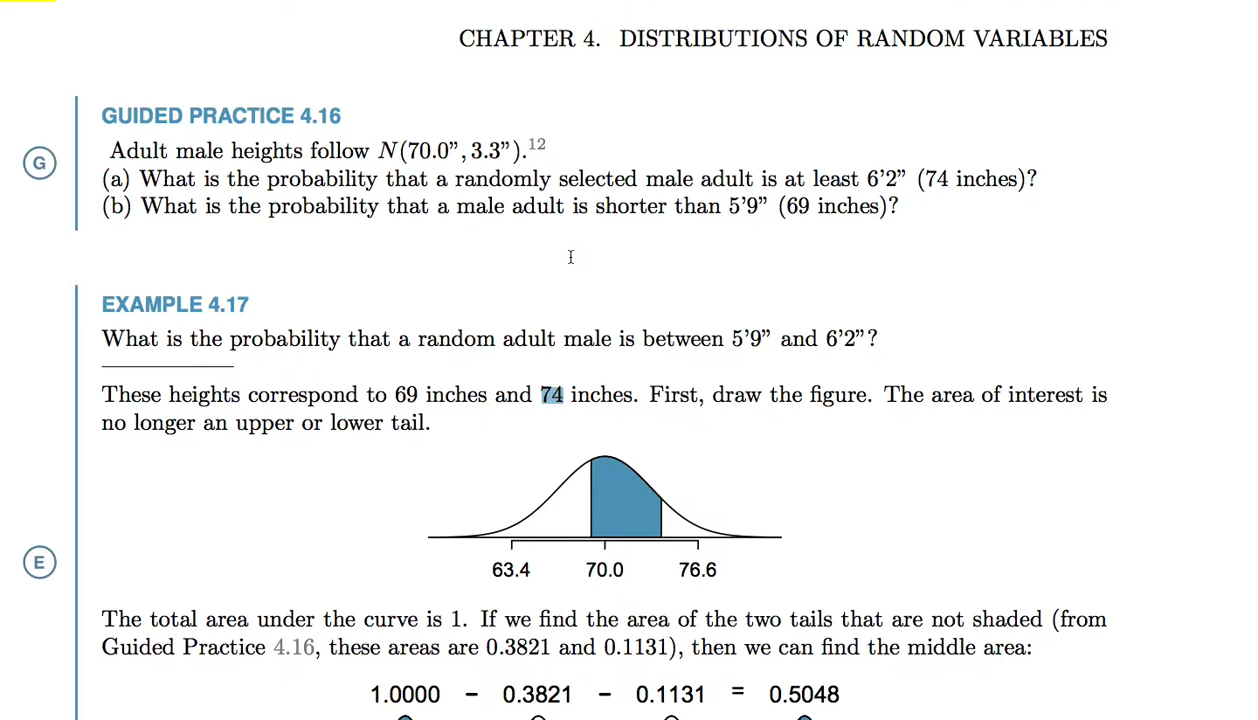 CHAPTER 4. DISTRIBUTIONS OF RANDOM VARIABLES
GUIDED PRACTICE 4.16
G
Adult male heights follow N(70.0”, 3.3”).12
(a) What is the probability that a randomly selected male adult is at least 6’2” (74 inches)?
(b) What is the probability that a male adult is shorter than 5’9” (69 inches)?
EXAMPLE 4.17
What is the probability that a random adult male is between 5’9” and 6’2”?
These heights correspond to 69 inches and 74 inches. First, draw the figure. The area of interest is
no longer an upper or lower tail.
E
63.4 70.0 76.6
The total area under the curve is 1. If we find the area of the two tails that are not shaded (from
Guided Practice 4.16, these areas are 0.3821 and 0.1131), then we can find the middle area:
1.0000 − 0.3821 − 0.1131 = 0.5048